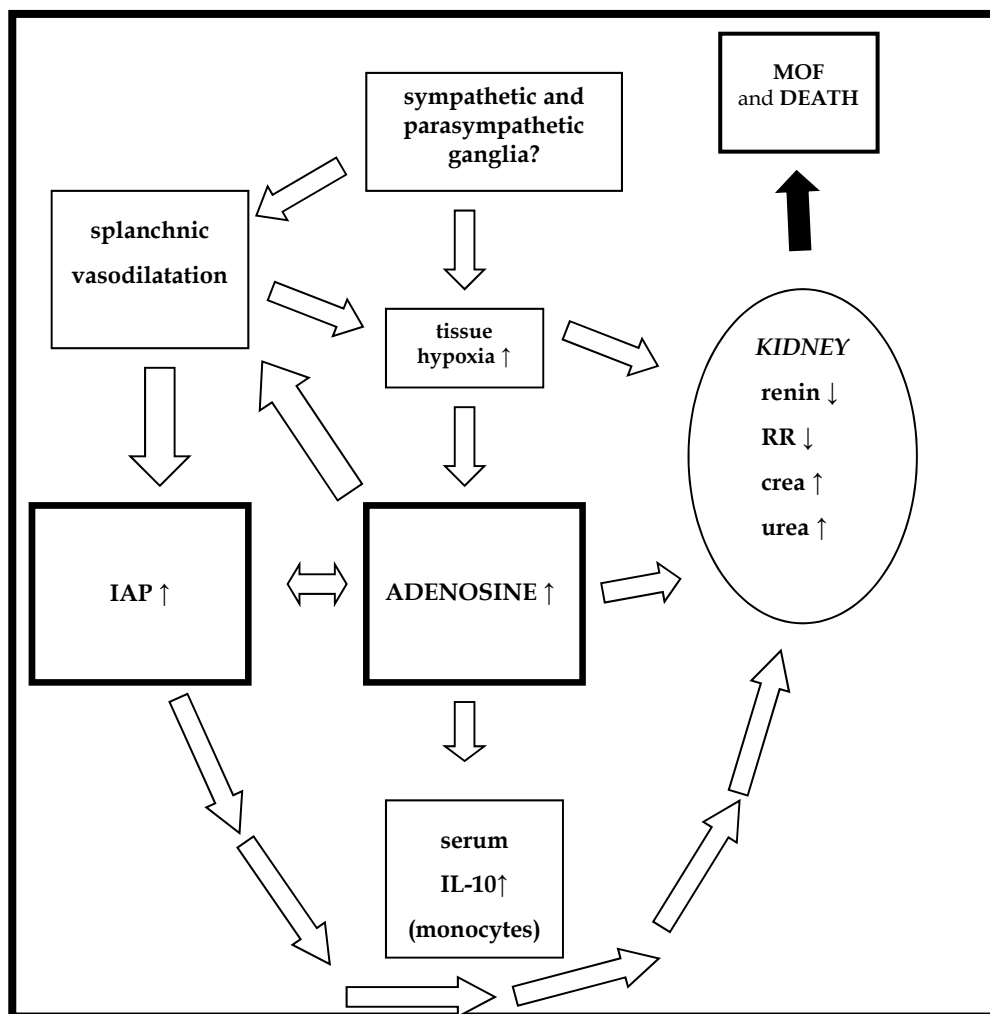 MOF
and DEATH
sympathetic and
parasympathetic
ganglia?
splanchnic
vasodilatation
tissue
hypoxia ↑
KIDNEY
renin ↓
RR ↓
crea ↑
urea ↑
IAP ↑
ADENOSINE ↑
serum
IL-10↑
(monocytes)